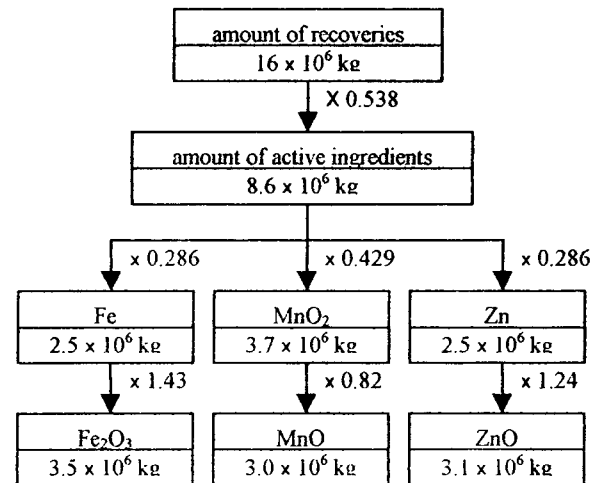 amount of recoveries
16 x 10⁶ kg
X 0.538
amount of active ingredients
8.6 x 10⁶ kg
x 0.286 x 0.429 x 0.286
Fe MnO₂ Zn
2.5 x 10⁶ kg 3.7 x 10⁶ kg 2.5 x 10⁶ kg
x 1.43 x 0.82 x 1.24
Fe₂O₃ MnO ZnO
3.5 x 10⁶ kg 3.0 x 10⁶ kg 3.1 x 10⁶ kg